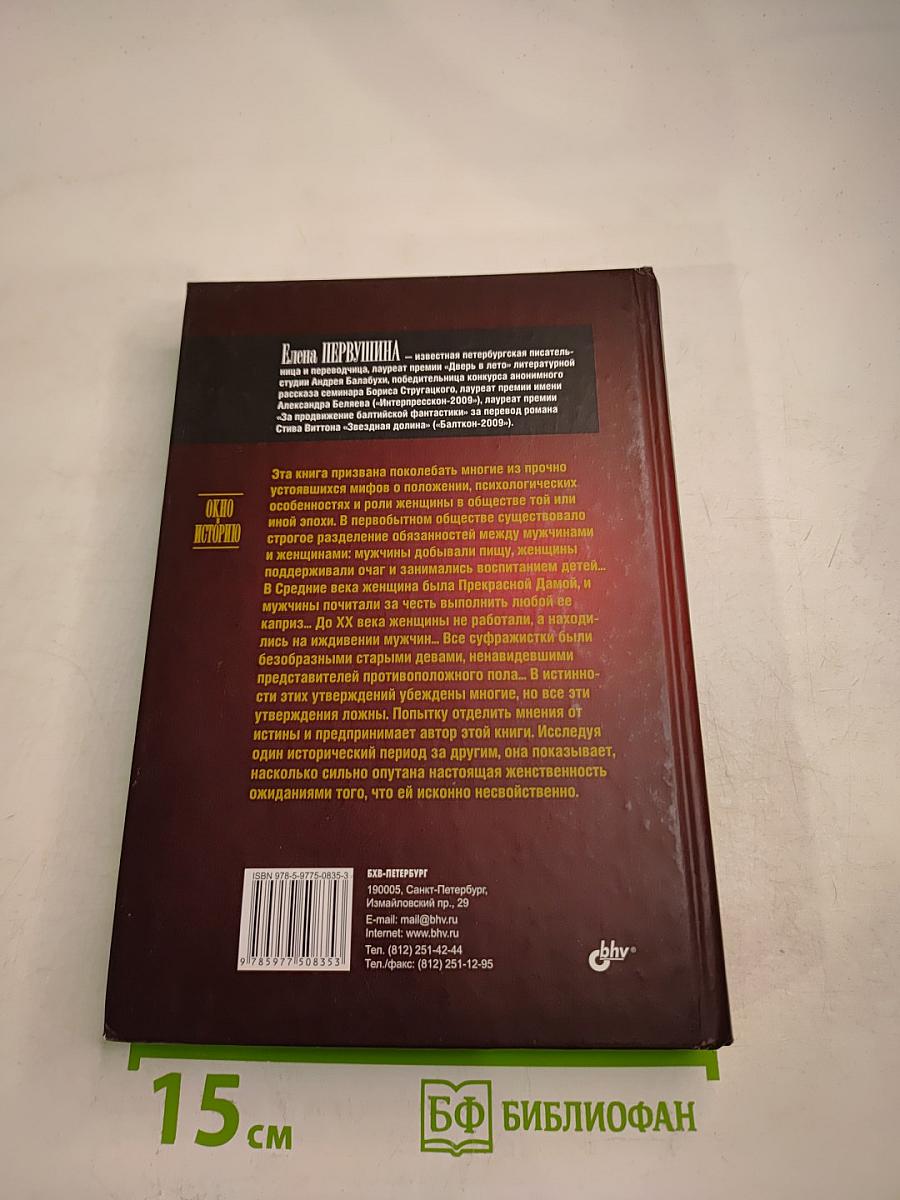 Елена ПЕРВУШИНА — известная петербургская писатель-
ница и переводчица, лауреат премии «Дверь в лето» литературной
студии Андрея Балабухи, победительница конкурса анонимного
рассказа семинара Бориса Стругацкого, лауреат премии имени
Александра Беляева («Интерпресскон-2009»), лауреат премии
«За продвижение балтийской фантастики» за перевод романа
Стива Виттона «Звездная долина» («Балткон-2009»).
ОКНО
в
ИСТОРИЮ
Эта книга призвана поколебать многие из прочно
устоявшихся мифов о положении, психологических
особенностях и роли женщины в обществе той или
иной эпохи. В первобытном обществе существовало
строгое разделение обязанностей между мужчинами
и женщинами: мужчины добывали пищу, женщины
поддерживали очаг и занимались воспитанием детей...
В Средние века женщина была Прекрасной Дамой, и
мужчины почитали за честь выполнить любой ее
каприз... До XX века женщины не работали, а находи-
лись на иждивении мужчин... Все суфражистки были
безобразными старыми девами, ненавидевшими
представителей противоположного пола... В истинно-
сти этих утверждений убеждены многие, но все эти
утверждения ложны. Попытку отделить мнения от
истины и предпринимает автор этой книги. Исследуя
один исторический период за другим, она показывает,
насколько сильно опутана настоящая женственность
ожиданиями того, что ей исконно несвойственно.
ISBN 978-5-9775-0835-3
9 785977 508353
БХВ-ПЕТЕРБУРГ
190005, Санкт-Петербург,
Измайловский пр., 29
E-mail: mail@bhv.ru
Internet: www.bhv.ru
Тел. (812) 251-42-44
Тел./факс: (812) 251-12-95
bhv®
15 см
БФ БИБЛИОФАН